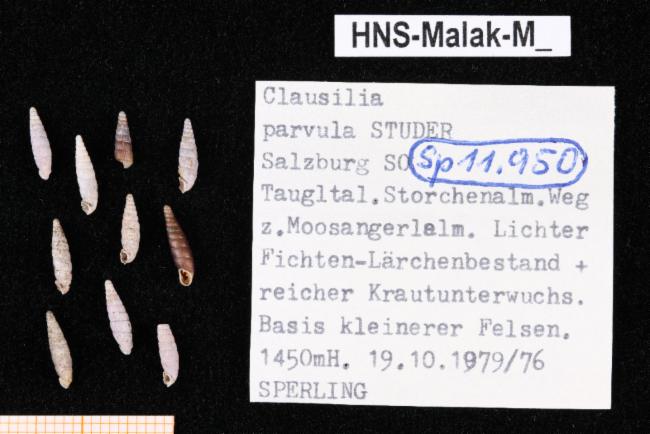 HNS-Malak-M_
Clausilia
parvula STUDER
Salzburg SO Sp 11.950
Taugltal.Storchenalm.Weg
z.Moosangerlalm. Lichter
Fichten-Lärchenbestand +
reicher Krautunterwuchs.
Basis kleinerer Felsen.
1450mH. 19.10.1979/76
SPERLING